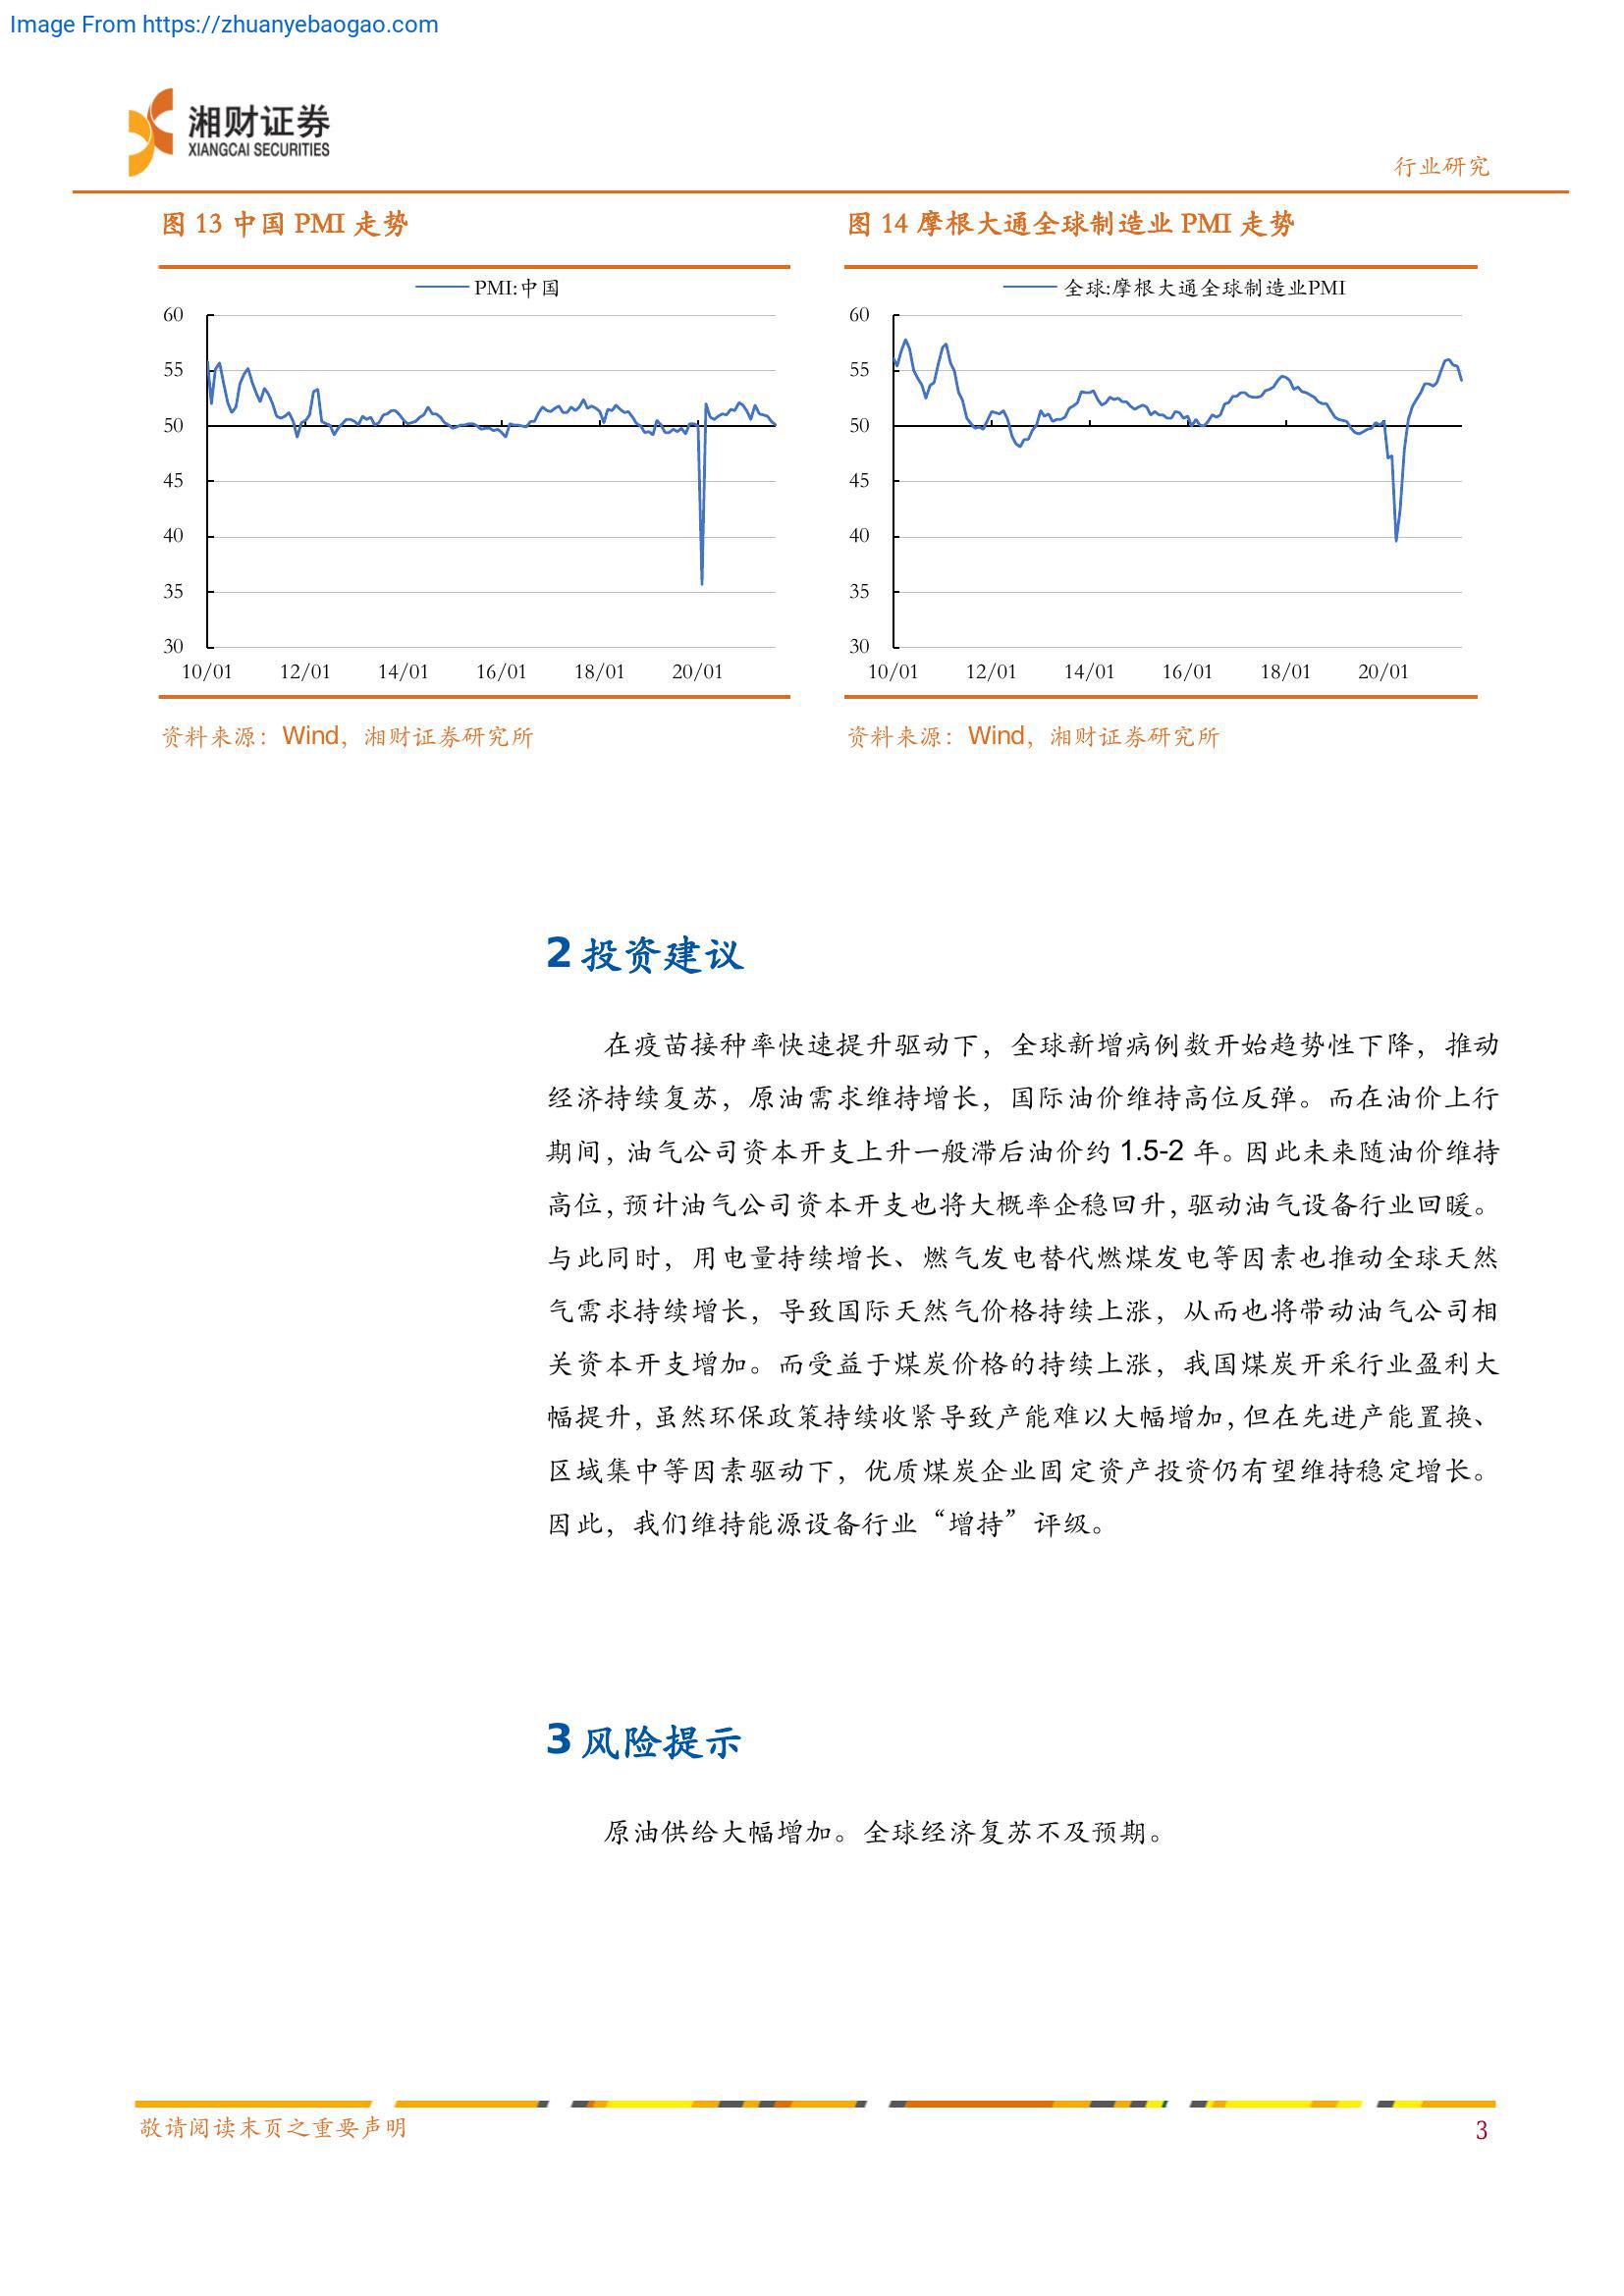 Image From https://zhuanyebaogao.com
湘财证券
XIANGCAI SECURITIES
行业研究
图 13 中国 PMI 走势
PMI:中国
60
55
50
45
40
35
30
10/01 12/01 14/01 16/01 18/01 20/01
资料来源：Wind，湘财证券研究所
图 14 摩根大通全球制造业 PMI 走势
全球:摩根大通全球制造业PMI
60
55
50
45
40
35
30
10/01 12/01 14/01 16/01 18/01 20/01
资料来源：Wind，湘财证券研究所
2 投资建议
在疫苗接种率快速提升驱动下，全球新增病例数开始趋势性下降，推动
经济持续复苏，原油需求维持增长，国际油价维持高位反弹。而在油价上行
期间，油气公司资本开支上升一般滞后油价约 1.5-2 年。因此未来随油价维持
高位，预计油气公司资本开支也将大概率企稳回升，驱动油气设备行业回暖。
与此同时，用电量持续增长、燃气发电替代燃煤发电等因素也推动全球天然
气需求持续增长，导致国际天然气价格持续上涨，从而也将带动油气公司相
关资本开支增加。而受益于煤炭价格的持续上涨，我国煤炭开采行业盈利大
幅提升，虽然环保政策持续收紧导致产能难以大幅增加，但在先进产能置换、
区域集中等因素驱动下，优质煤炭企业固定资产投资仍有望维持稳定增长。
因此，我们维持能源设备行业“增持”评级。
3 风险提示
原油供给大幅增加。全球经济复苏不及预期。
敬请阅读末页之重要声明
3